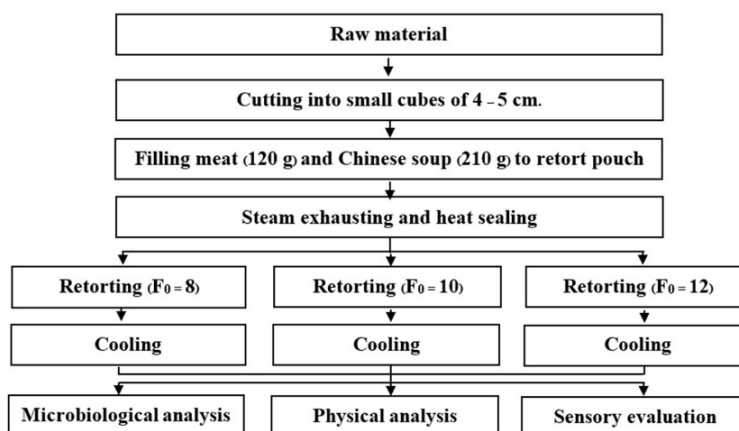 Raw material
Cutting into small cubes of 4 – 5 cm.
Filling meat (120 g) and Chinese soup (210 g) to retort pouch
Steam exhausting and heat sealing
Retorting (F₀ = 8)
Retorting (F₀ = 10)
Retorting (F₀ = 12)
Cooling
Cooling
Cooling
Microbiological analysis
Physical analysis
Sensory evaluation